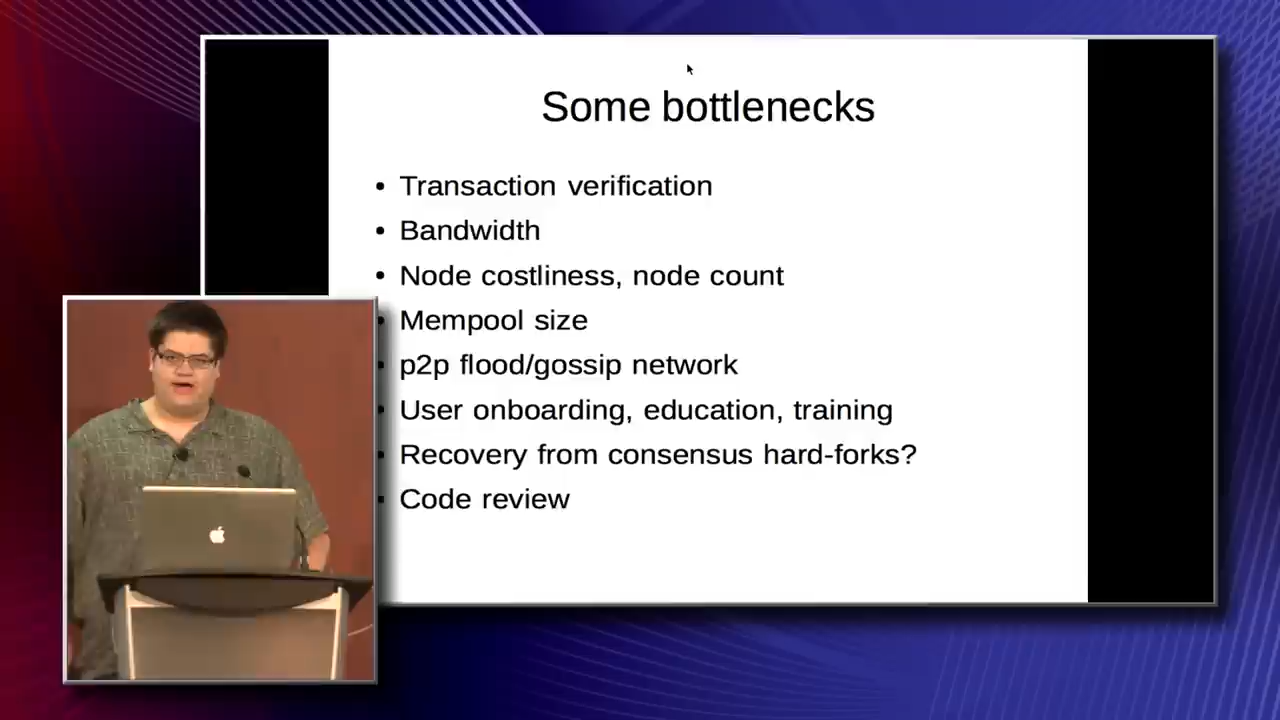 Some bottlenecks
• Transaction verification
• Bandwidth
• Node costliness, node count
• Mempool size
• p2p flood/gossip network
• User onboarding, education, training
• Recovery from consensus hard-forks?
• Code review